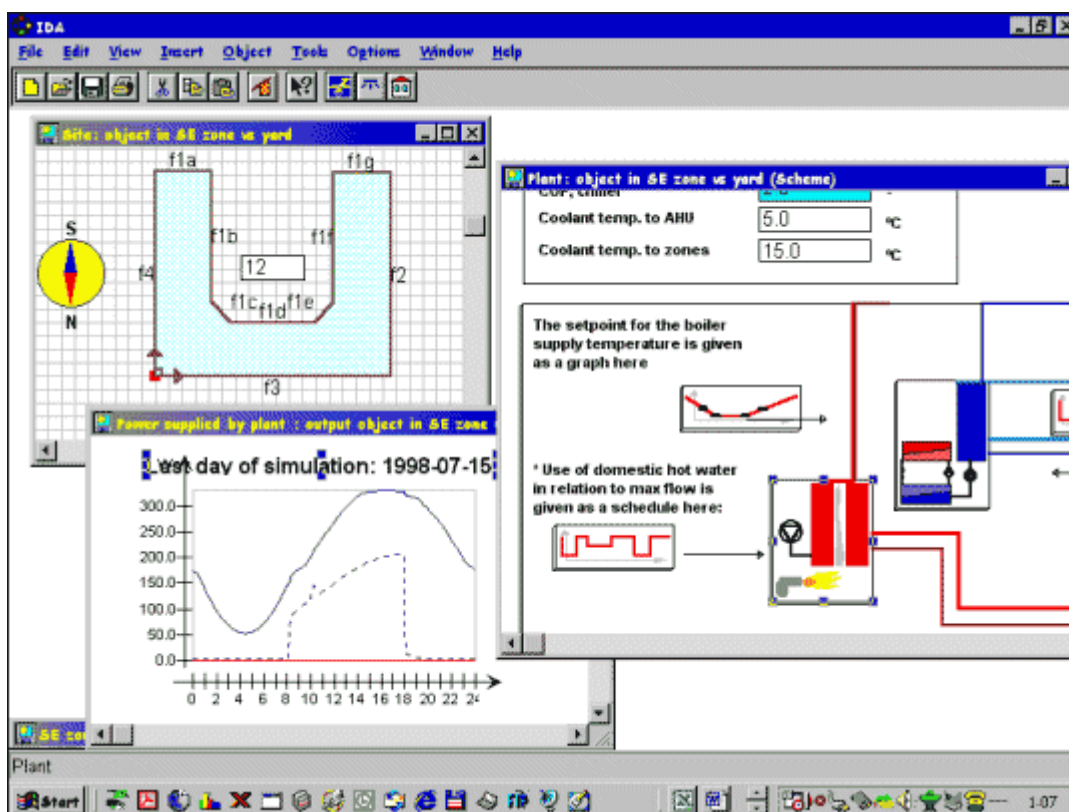 IDA
File Edit View Insert Object Tools Options Window Help
Site: object in SE zone vs yard
f1a
f1g
f1b
f1f
S
f4
12
f2
N
f1c
f1d
f1e
f3
Plant: object in SE zone vs yard (Scheme)
COP, chiller
Coolant temp. to AHU 5.0 °C
Coolant temp. to zones 15.0 °C
The setpoint for the boiler
supply temperature is given
as a graph here
* Use of domestic hot water
in relation to max flow is
given as a schedule here:
Power supplied by plant : output object in SE zone
Last day of simulation: 1998-07-15
300.0
250.0
200.0
150.0
100.0
50.0
0.0
0 2 4 6 8 10 12 14 16 18 20 22 24
SE zo
Plant
Start
1:07